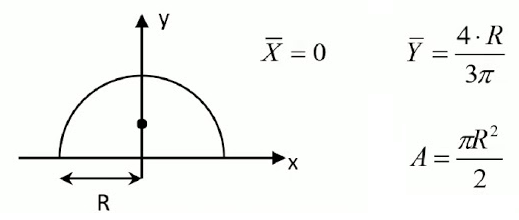 y
X̄ = 0
Ȳ = 4 · R / 3π
x
A = πR² / 2
R